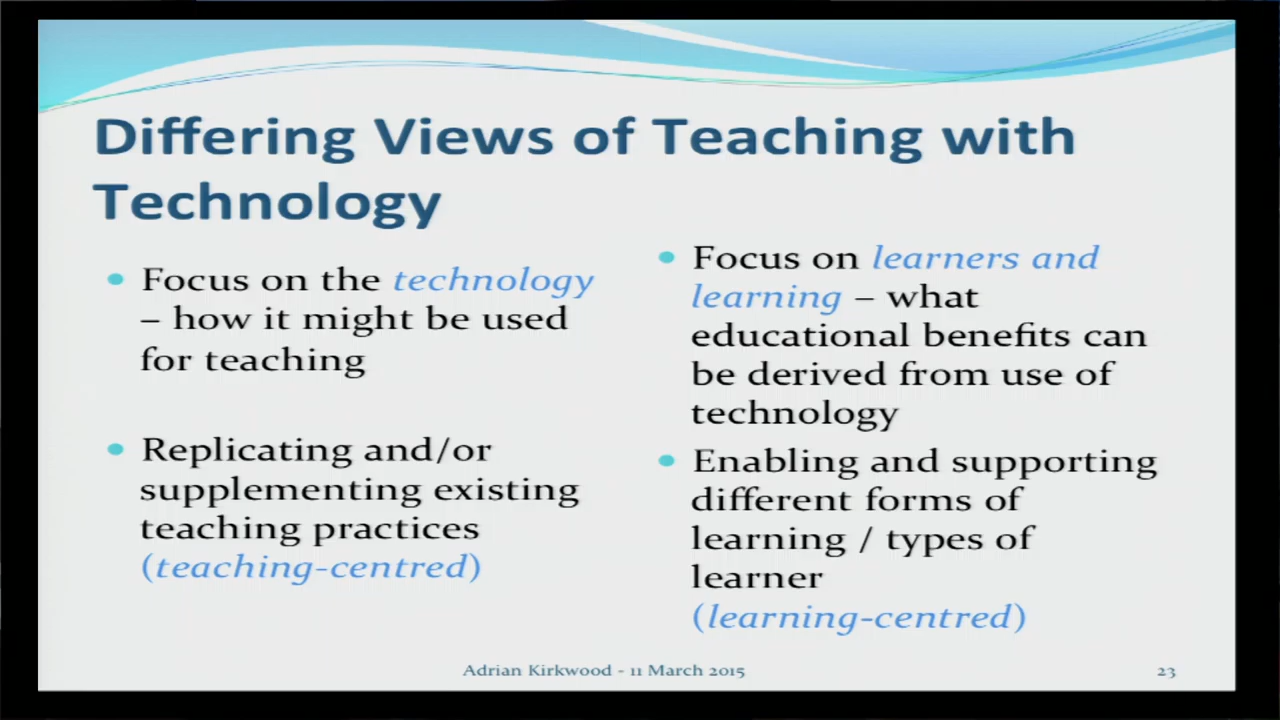 Differing Views of Teaching with
Technology
Focus on the technology
– how it might be used
for teaching
Replicating and/or
supplementing existing
teaching practices
(teaching-centred)
Focus on learners and
learning – what
educational benefits can
be derived from use of
technology
Enabling and supporting
different forms of
learning / types of
learner
(learning-centred)
Adrian Kirkwood - 11 March 2015
23